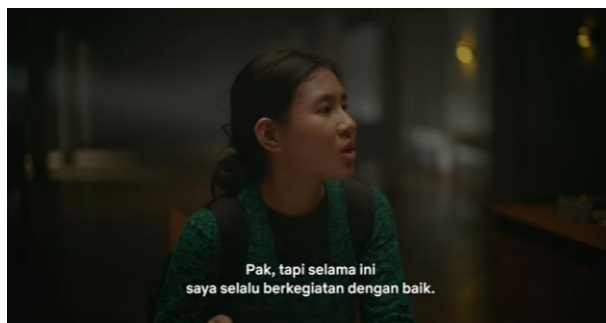 Pak, tapi selama ini
saya selalu berkegiatan dengan baik.